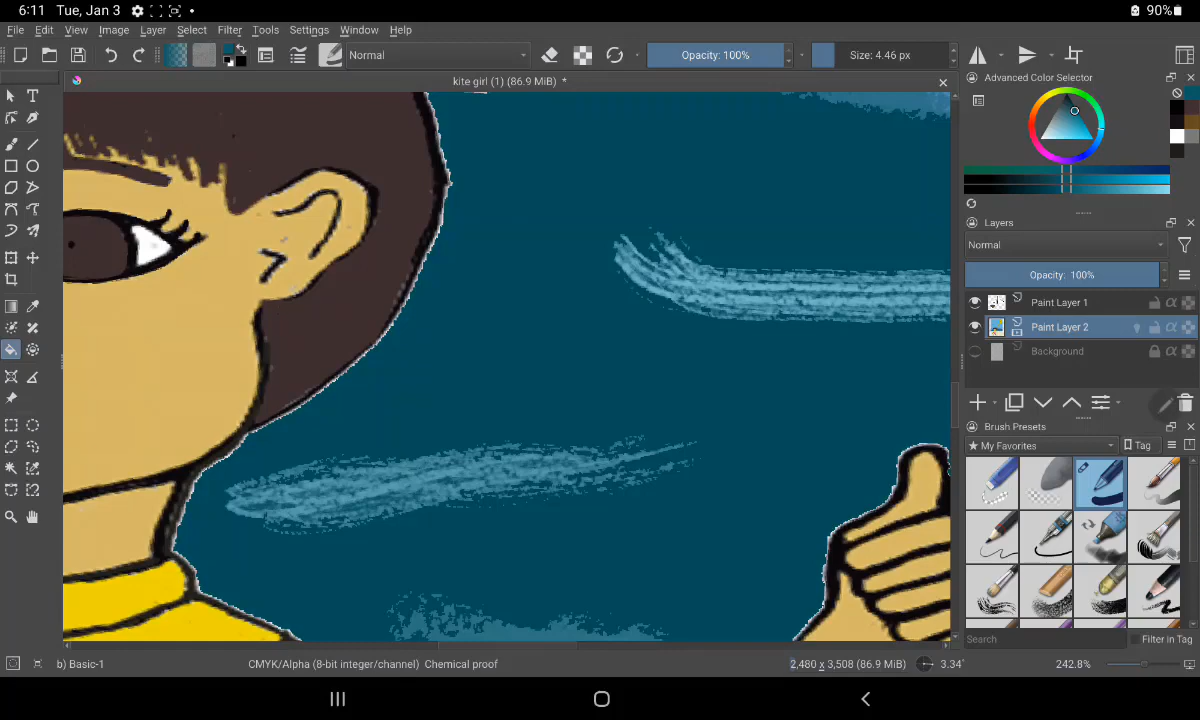 6:11 Tue, Jan 3
90%
File Edit View Image Layer Select Filter Tools Settings Window Help
Normal
Opacity: 100%
Size: 4.46 px
kite girl (1) (86.9 MiB) *
Advanced Color Selector
Layers
Normal
Opacity: 100%
Paint Layer 1
Paint Layer 2
Background
Brush Presets
★ My Favorites
Tag
Search
Filter in Tag
b) Basic-1
CMYK/Alpha (8-bit integer/channel) Chemical proof
2,480 x 3,508 (86.9 MiB)
3.34°
242.8%